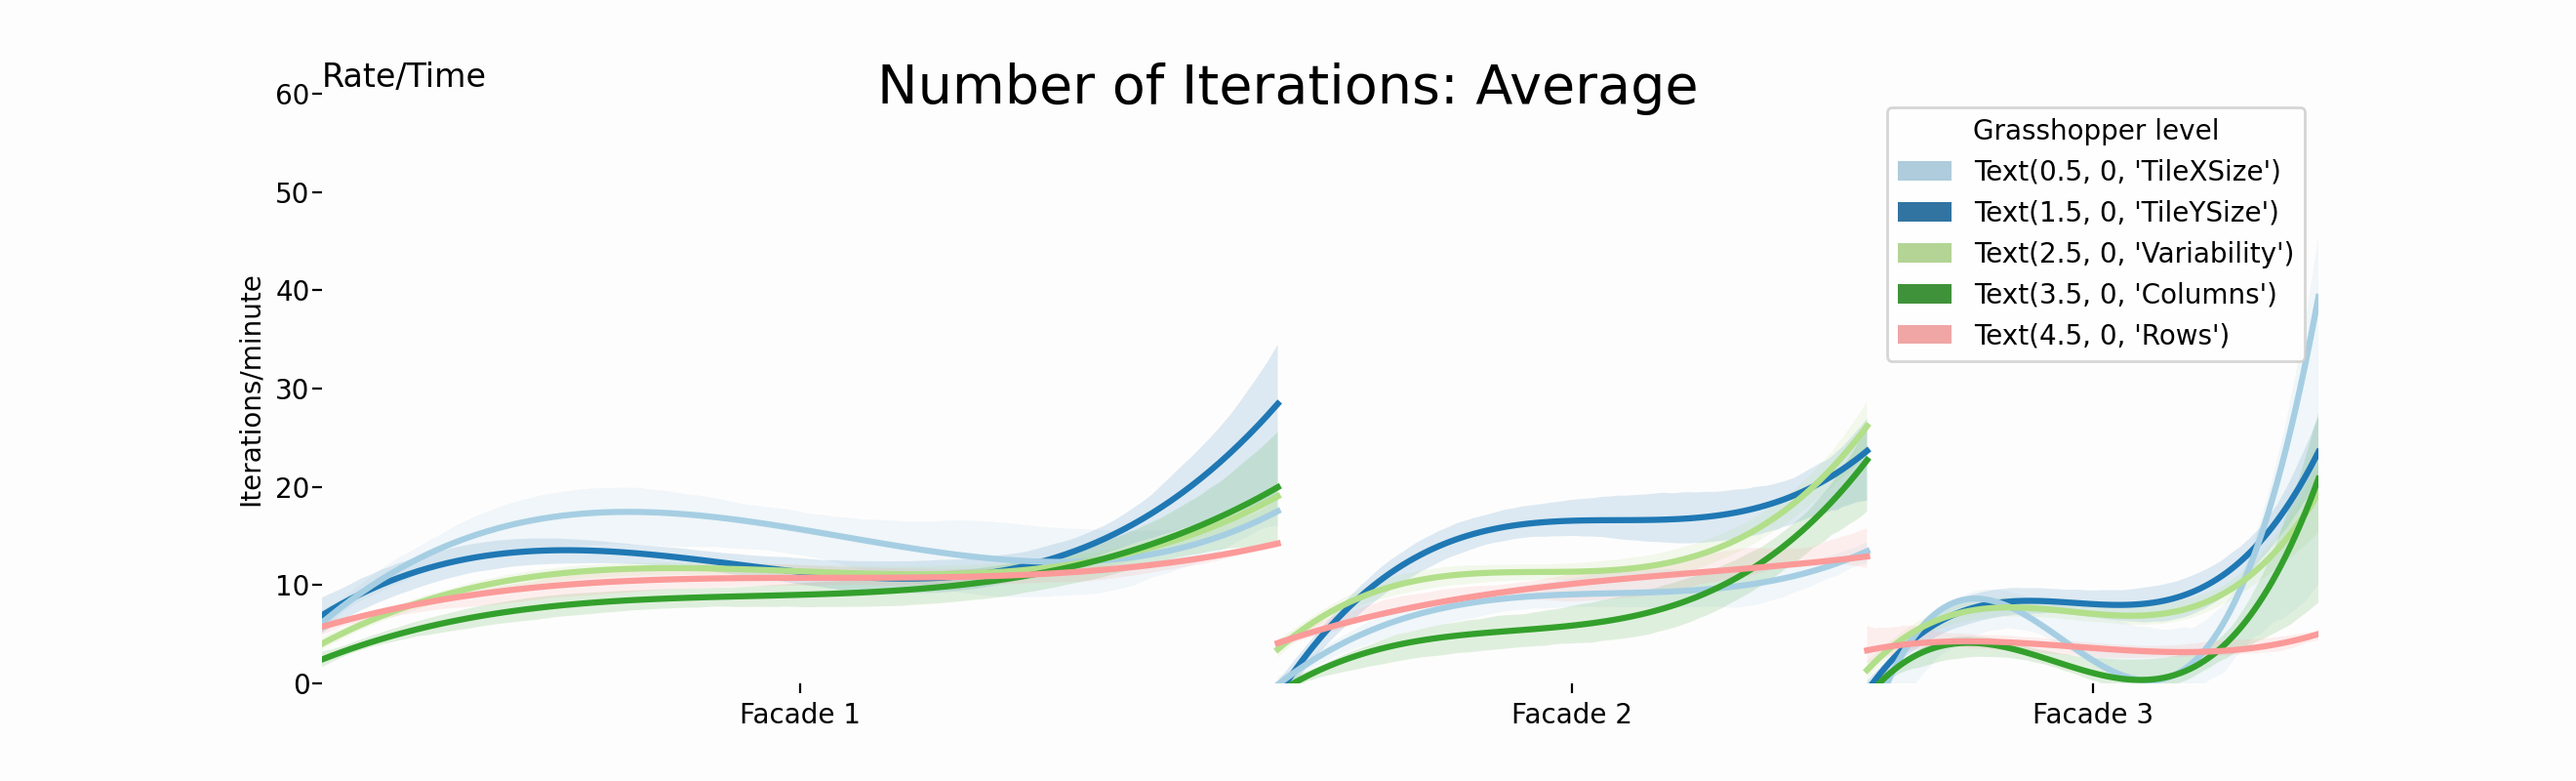 Rate/Time
Number of Iterations: Average
60
50
40
30
20
10
0
Iterations/minute
Grasshopper level
Text(0.5, 0, 'TileXSize')
Text(1.5, 0, 'TileYSize')
Text(2.5, 0, 'Variability')
Text(3.5, 0, 'Columns')
Text(4.5, 0, 'Rows')
Facade 1
Facade 2
Facade 3